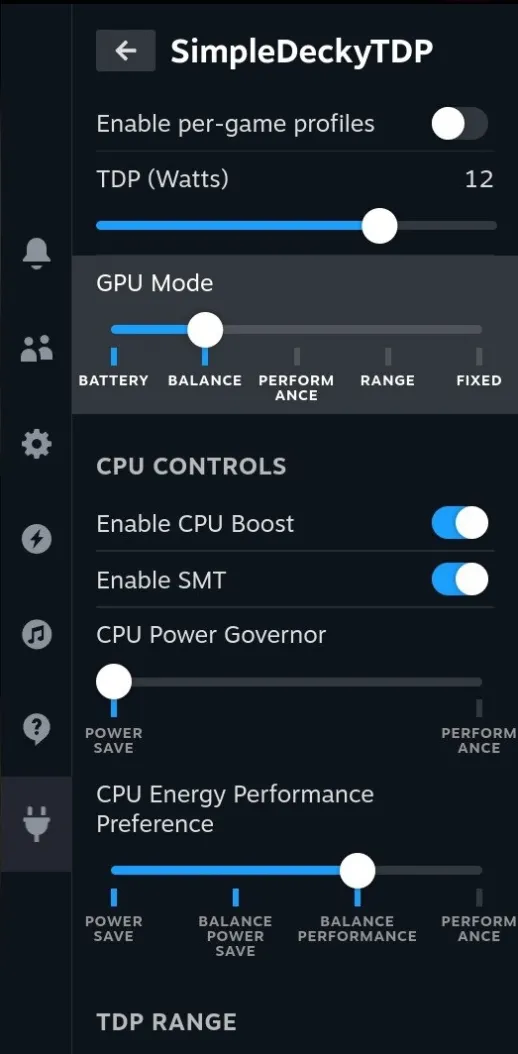 SimpleDeckyTDP
Enable per-game profiles
TDP (Watts) 12
GPU Mode
BATTERY BALANCE PERFORM RANGE FIXED
ANCE
CPU CONTROLS
Enable CPU Boost
Enable SMT
CPU Power Governor
POWER PERFORM
SAVE ANCE
CPU Energy Performance
Preference
POWER BALANCE BALANCE PERFORM
SAVE POWER PERFORMANCE ANCE
SAVE
TDP RANGE